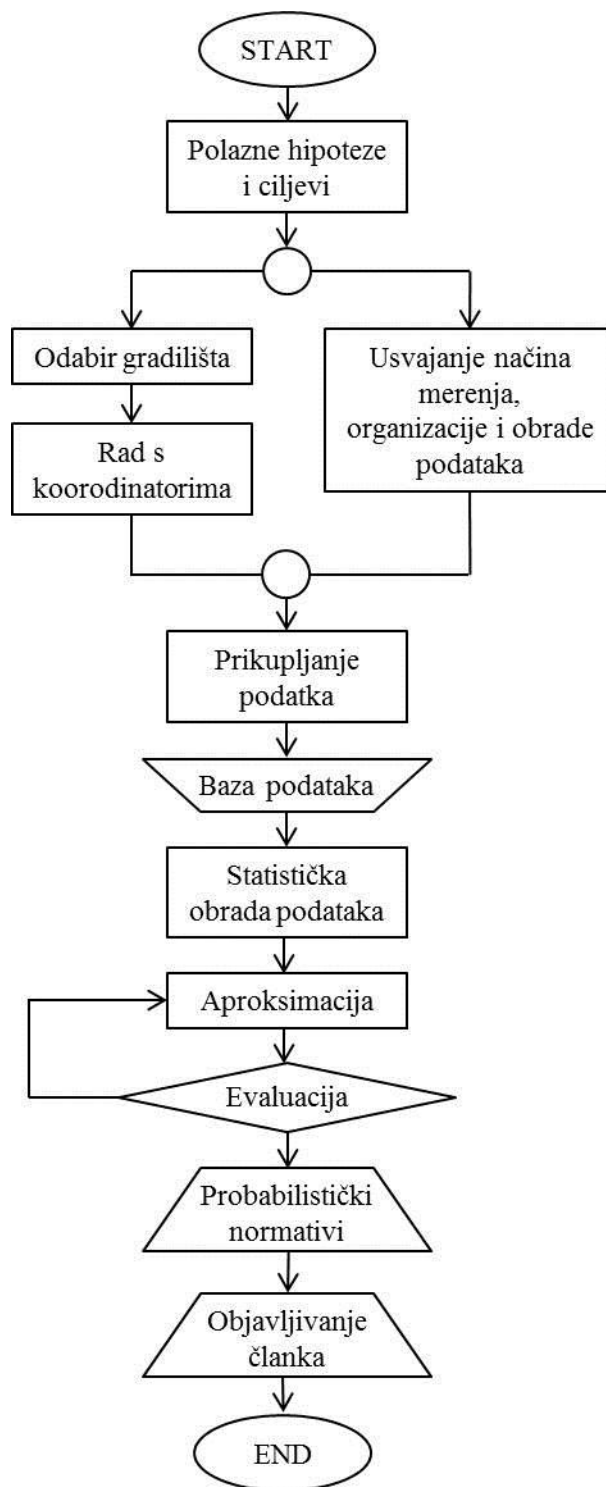 START
Polazne hipoteze
i ciljevi
Odabir gradilišta
Rad s
koorodinatorima
Usvajanje načina
merenja,
organizacije i obrade
podataka
Prikupljanje
podatka
Baza podataka
Statistička
obrada podataka
Aproksimacija
Evaluacija
Probabilistički
normativi
Objavljivanje
članka
END